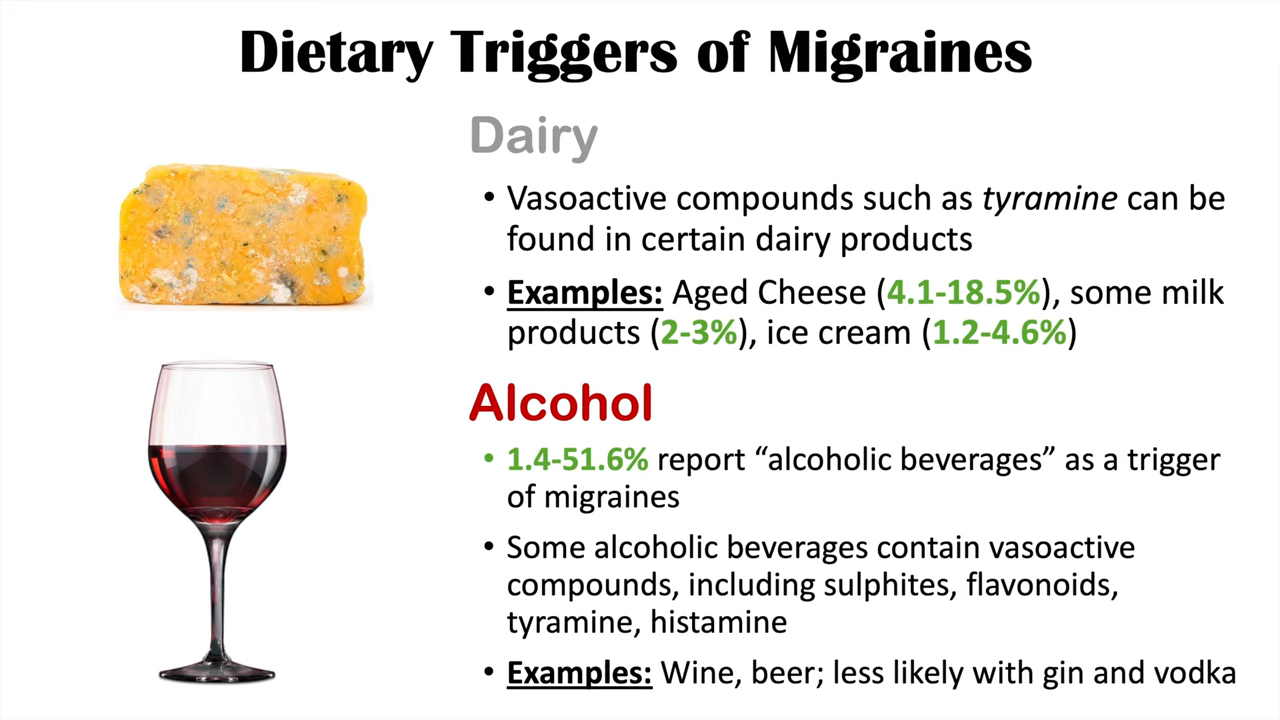 Dietary Triggers of Migraines
Dairy
• Vasoactive compounds such as tyramine can be
found in certain dairy products
• Examples: Aged Cheese (4.1-18.5%), some milk
products (2-3%), ice cream (1.2-4.6%)
Alcohol
• 1.4-51.6% report “alcoholic beverages” as a trigger
of migraines
• Some alcoholic beverages contain vasoactive
compounds, including sulphites, flavonoids,
tyramine, histamine
• Examples: Wine, beer; less likely with gin and vodka